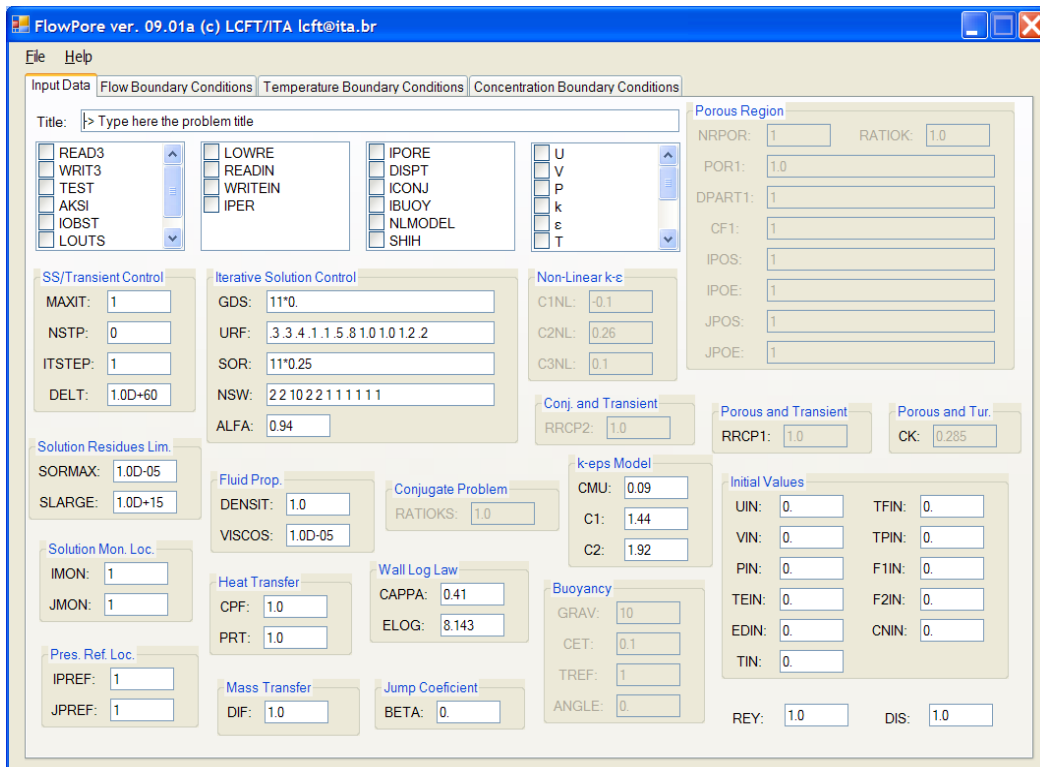 FlowPore ver. 09.01a (c) LCFT/ITA lcft@ita.br
File Help
Input Data Flow Boundary Conditions Temperature Boundary Conditions Concentration Boundary Conditions
Title: -> Type here the problem title
READ3
WRIT3
TEST
AKSI
IOBST
LOUTS
LOWRE
READIN
WRITEIN
IPER
IPORE
DISPT
ICONJ
IBUOY
NLMODEL
SHIH
U
V
P
k
ε
T
Porous Region
NRPOR: 1 RATIOK: 1.0
POR1: 1.0
DPART1: 1
CF1: 1
IPOS: 1
IPOE: 1
JPOS: 1
JPOE: 1
SS/Transient Control
MAXIT: 1
NSTP: 0
ITSTEP: 1
DELT: 1.0D+60
Iterative Solution Control
GDS: 11*0.
URF: .3 .3 .4 .1 .1 .5 .8 1.0 1.0 1.2 .2
SOR: 11*0.25
NSW: 2 2 10 2 2 1 1 1 1 1 1
ALFA: 0.94
Non-Linear k-ε
C1NL: -0.1
C2NL: 0.26
C3NL: 0.1
Conj. and Transient
RRCP2: 1.0
Porous and Transient
RRCP1: 1.0
Porous and Tur.
CK: 0.285
Solution Residues Lim.
SORMAX: 1.0D-05
SLARGE: 1.0D+15
Fluid Prop.
DENSIT: 1.0
VISCOS: 1.0D-05
Conjugate Problem
RATIOKS: 1.0
k-eps Model
CMU: 0.09
C1: 1.44
C2: 1.92
Initial Values
UIN: 0. TFIN: 0.
VIN: 0. TPIN: 0.
PIN: 0. F1IN: 0.
TEIN: 0. F2IN: 0.
EDIN: 0. CNIN: 0.
TIN: 0.
Solution Mon. Loc.
IMON: 1
JMON: 1
Heat Transfer
CPF: 1.0
PRT: 1.0
Wall Log Law
CAPPA: 0.41
ELOG: 8.143
Buoyancy
GRAV: 10
CET: 0.1
TREF: 1
ANGLE: 0.
Pres. Ref. Loc.
IPREF: 1
JPREF: 1
Mass Transfer
DIF: 1.0
Jump Coeficient
BETA: 0.
REY: 1.0 DIS: 1.0